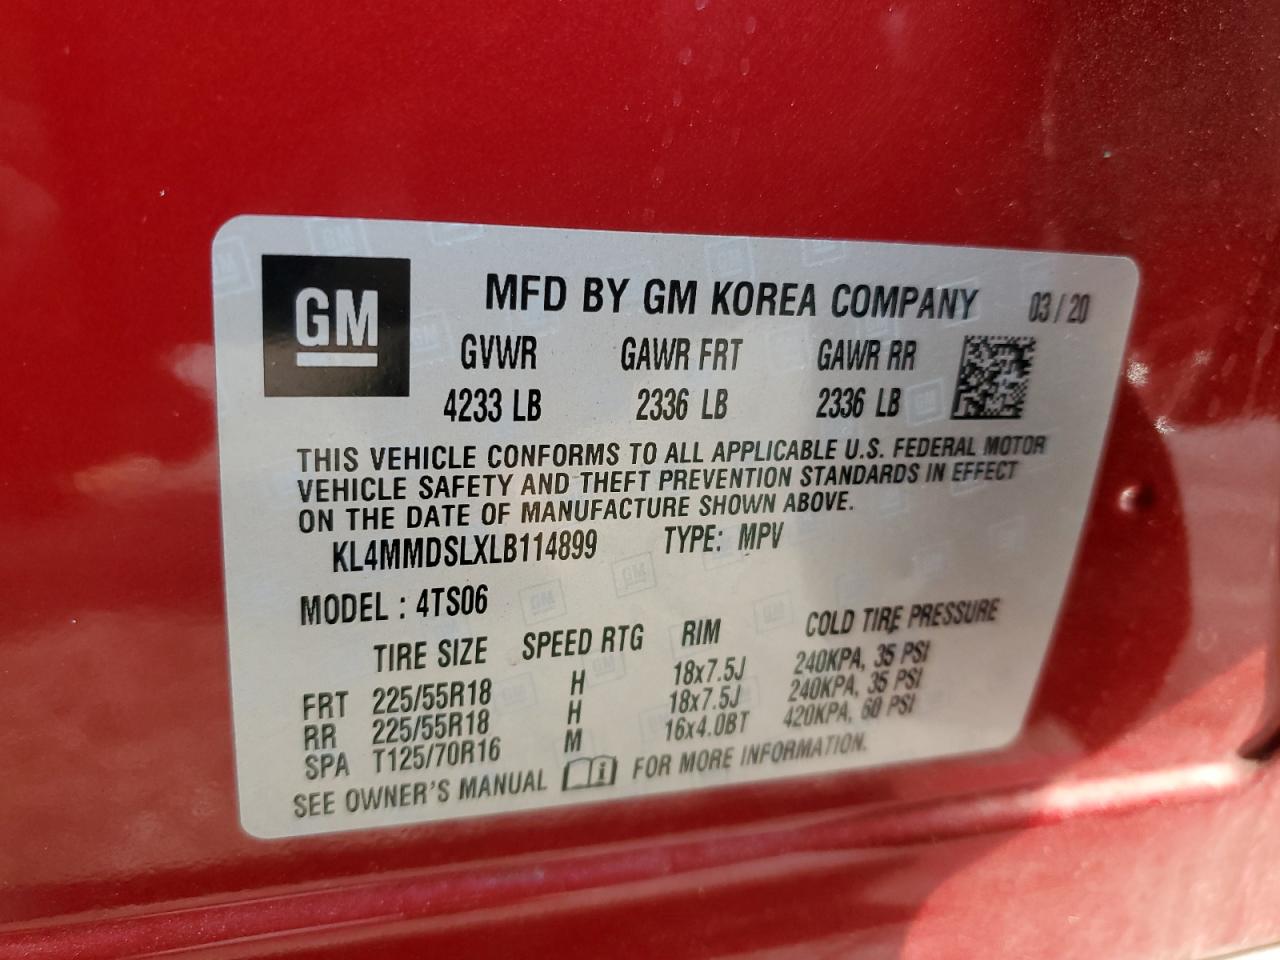 GM
MFD BY GM KOREA COMPANY 03/20
GVWR GAWR FRT GAWR RR
4233 LB 2336 LB 2336 LB
THIS VEHICLE CONFORMS TO ALL APPLICABLE U.S. FEDERAL MOTOR
VEHICLE SAFETY AND THEFT PREVENTION STANDARDS IN EFFECT
ON THE DATE OF MANUFACTURE SHOWN ABOVE.
KL4MMDSLXLB114899 TYPE: MPV
MODEL : 4TS06
TIRE SIZE SPEED RTG RIM COLD TIRE PRESSURE
FRT 225/55R18 H 18x7.5J 240KPA, 35 PSI
RR 225/55R18 H 18x7.5J 240KPA, 35 PSI
SPA T125/70R16 M 16x4.0BT 420KPA, 60 PSI
SEE OWNER'S MANUAL i FOR MORE INFORMATION.